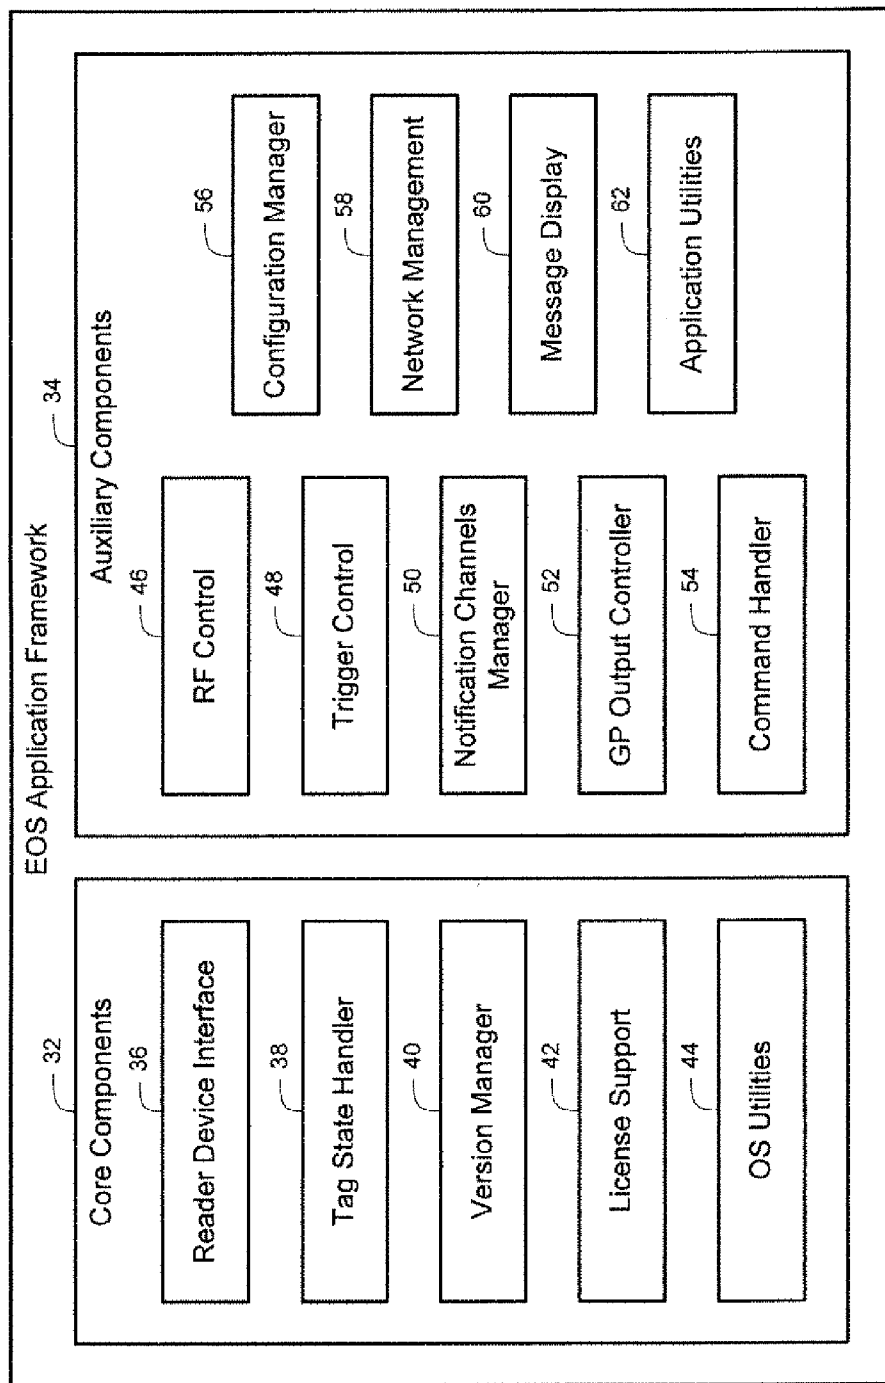 EOS Application Framework
32
Core Components
36
Reader Device Interface
38
Tag State Handler
40
Version Manager
42
License Support
44
OS Utilities
34
Auxiliary Components
46
RF Control
48
Trigger Control
50
Notification Channels
Manager
52
GP Output Controller
54
Command Handler
56
Configuration Manager
58
Network Management
60
Message Display
62
Application Utilities